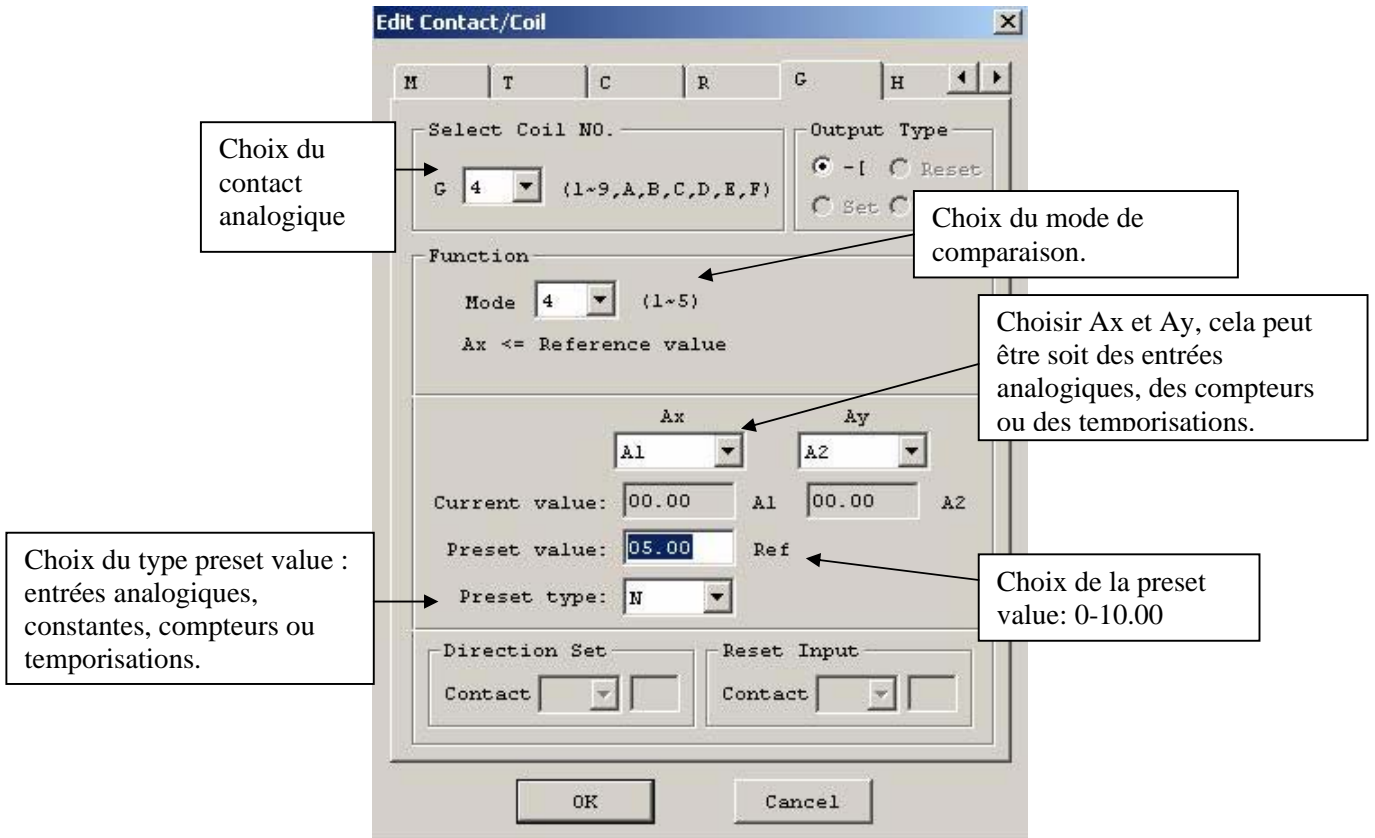 Edit Contact/Coil
M T C R G H
Select Coil NO.
G 4 (1~9,A,B,C,D,E,F)
Output Type
-[ Reset
Set
Choix du
contact
analogique
Choix du mode de
comparaison.
Function
Mode 4 (1~5)
Ax <= Reference value
Choisir Ax et Ay, cela peut
être soit des entrées
analogiques, des compteurs
ou des temporisations.
Ax Ay
A1 A2
Current value: 00.00 A1 00.00 A2
Preset value: 05.00 Ref
Preset type: N
Choix du type preset value :
entrées analogiques,
constantes, compteurs ou
temporisations.
Choix de la preset
value: 0-10.00
Direction Set
Contact
Reset Input
Contact
OK Cancel